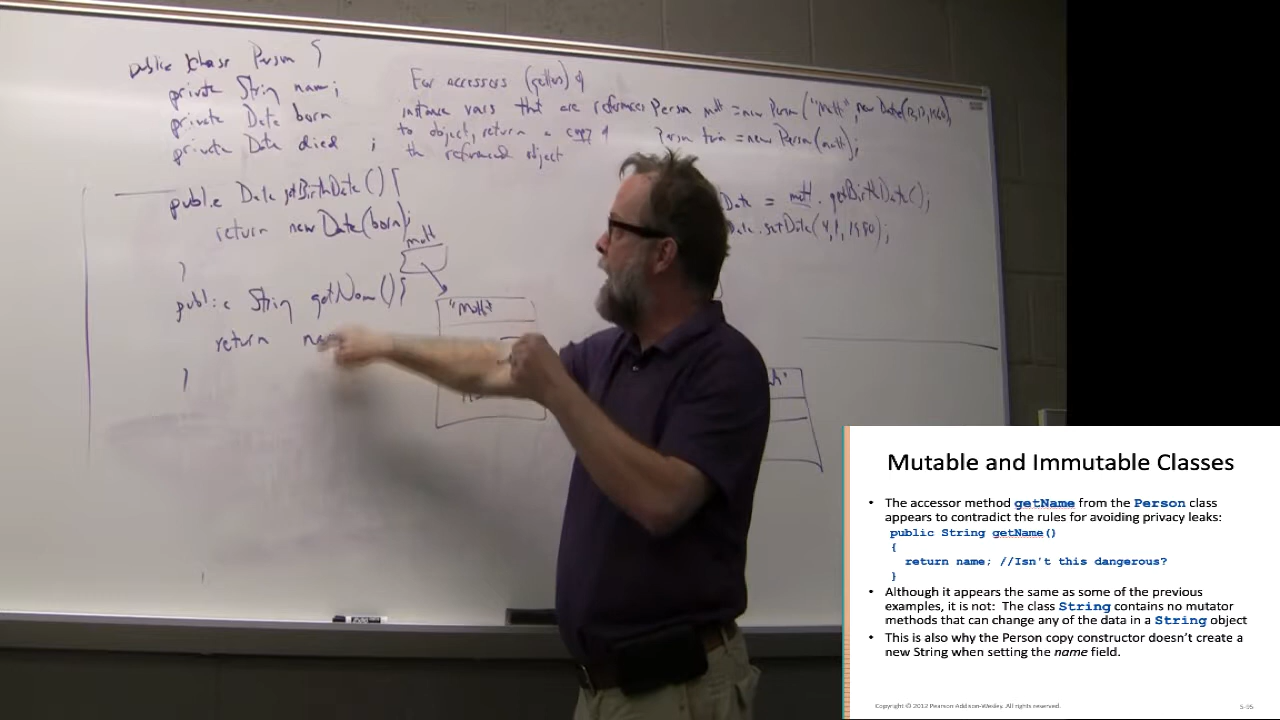 public class Person {
private String name;
private Date born
private Date died ;
For accessors (getters) of
instance vars that are references
to object, return a copy of
the referenced object
Person matt = new Person ("Matt", new Date(12,12,1960),
Person twin = new Person(matt);
public Date getBirthDate() {
return new Date(born);
}
public String getName() {
return
}
matt
"Matt"
Date = matt.getBirthDate();
Date.setDate(4,1,1980);
Mutable and Immutable Classes
• The accessor method getName from the Person class
appears to contradict the rules for avoiding privacy leaks:
public String getName()
{
return name; //Isn't this dangerous?
}
• Although it appears the same as some of the previous
examples, it is not: The class String contains no mutator
methods that can change any of the data in a String object
• This is also why the Person copy constructor doesn't create a
new String when setting the name field.
Copyright © 2012 Pearson Addison-Wesley. All rights reserved.
5-95